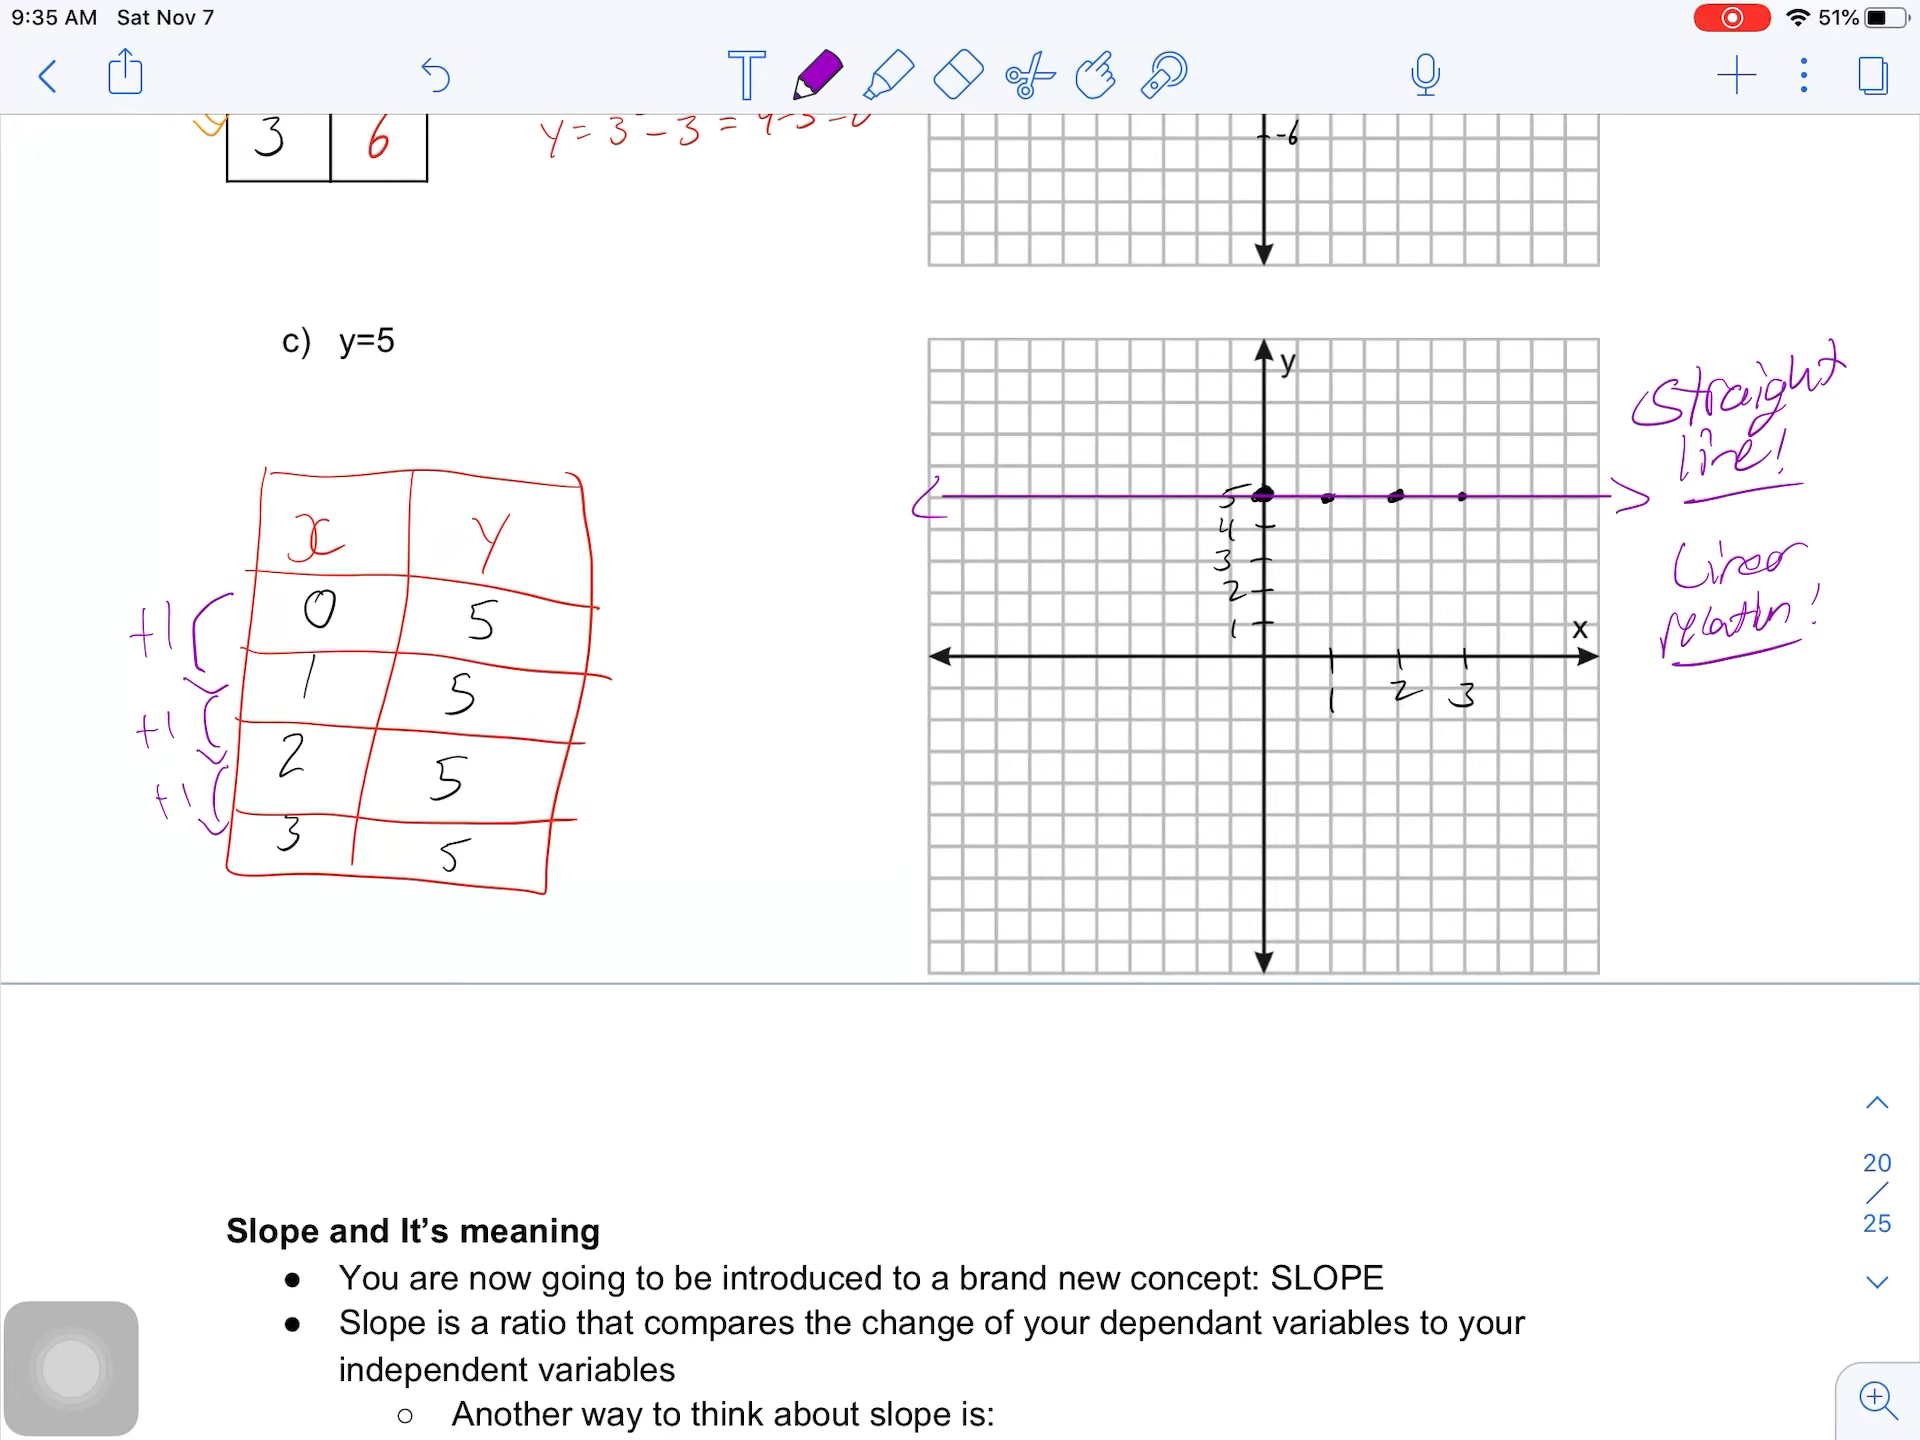 9:35 AM Sat Nov 7
51%
T
3 6
y = 3² - 3 =
-6
c) y=5
y
x
5
4
3
2
1
1 2 3
Straight
line!
Linear
relation!
x y
0 5
1 5
2 5
3 5
+1
+1
+1
20
/
25
Slope and It’s meaning
● You are now going to be introduced to a brand new concept: SLOPE
● Slope is a ratio that compares the change of your dependant variables to your
independent variables
○ Another way to think about slope is: